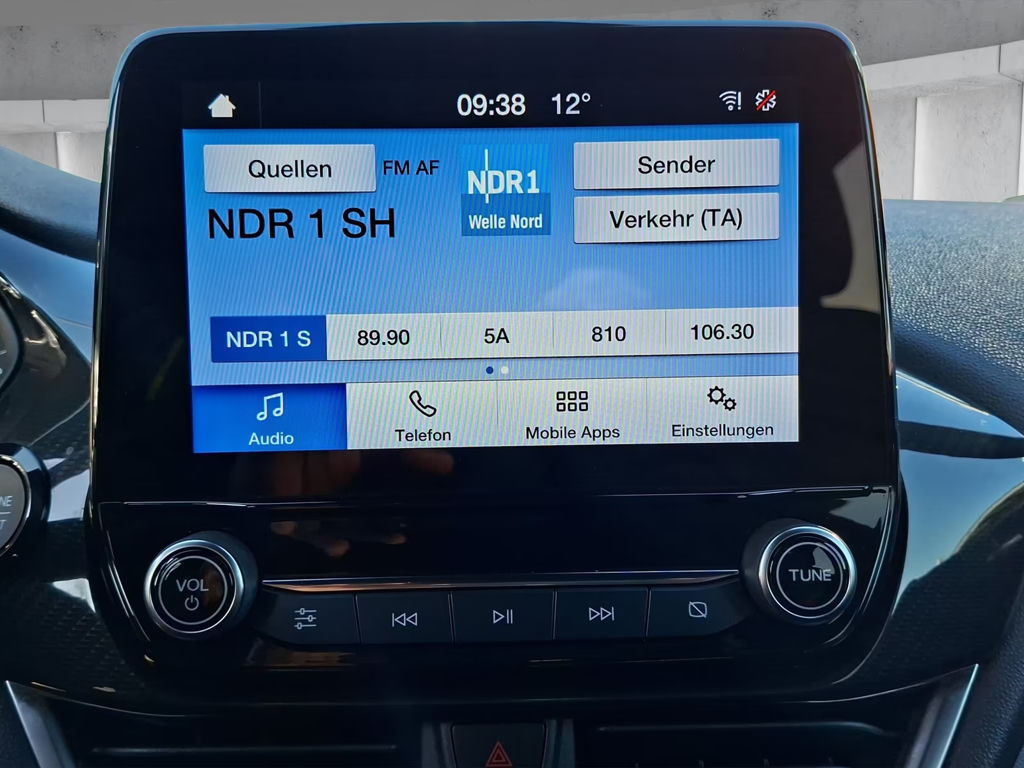 09:38 12°
Quellen
FM AF
NDR1
Welle Nord
Sender
NDR 1 SH
Verkehr (TA)
NDR 1 S 89.90 5A 810 106.30
Audio Telefon Mobile Apps Einstellungen
VOL
TUNE
NE